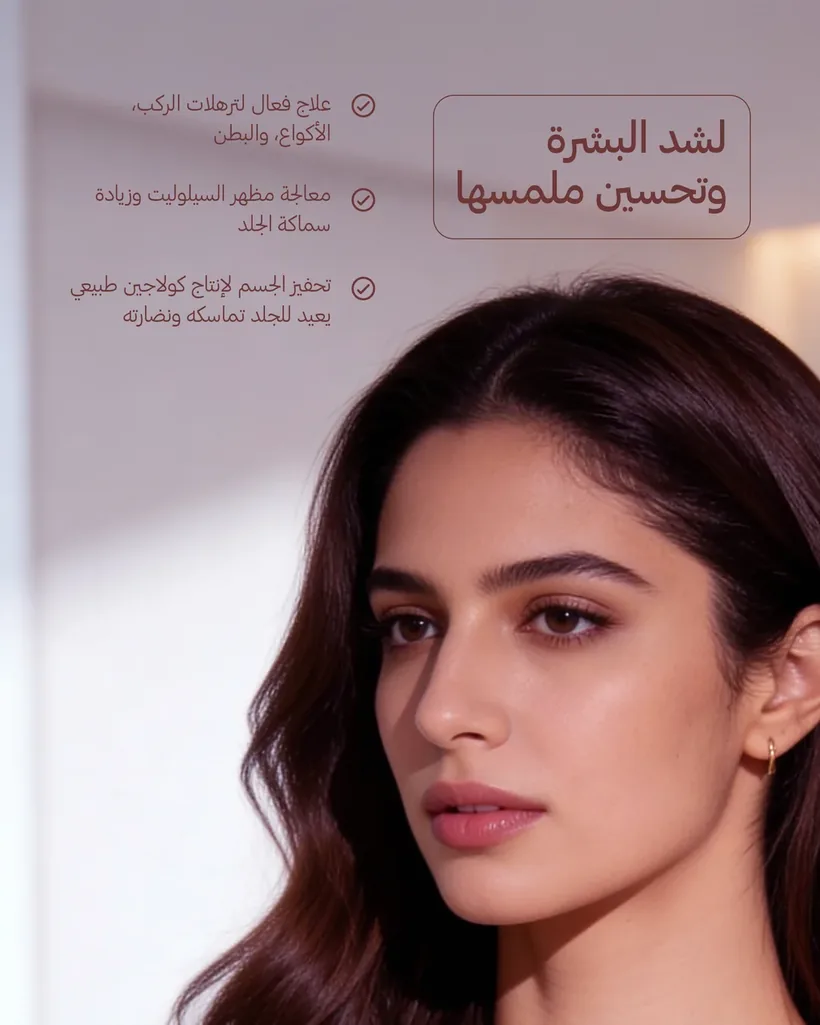 لشد البشرة
وتحسين ملمسها
علاج فعال لترهلات الركب،
الأكواع، والبطن
معالجة مظهر السيلوليت وزيادة
سماكة الجلد
تحفيز الجسم لإنتاج كولاجين طبيعي
يعيد للجلد تماسكه ونضارته